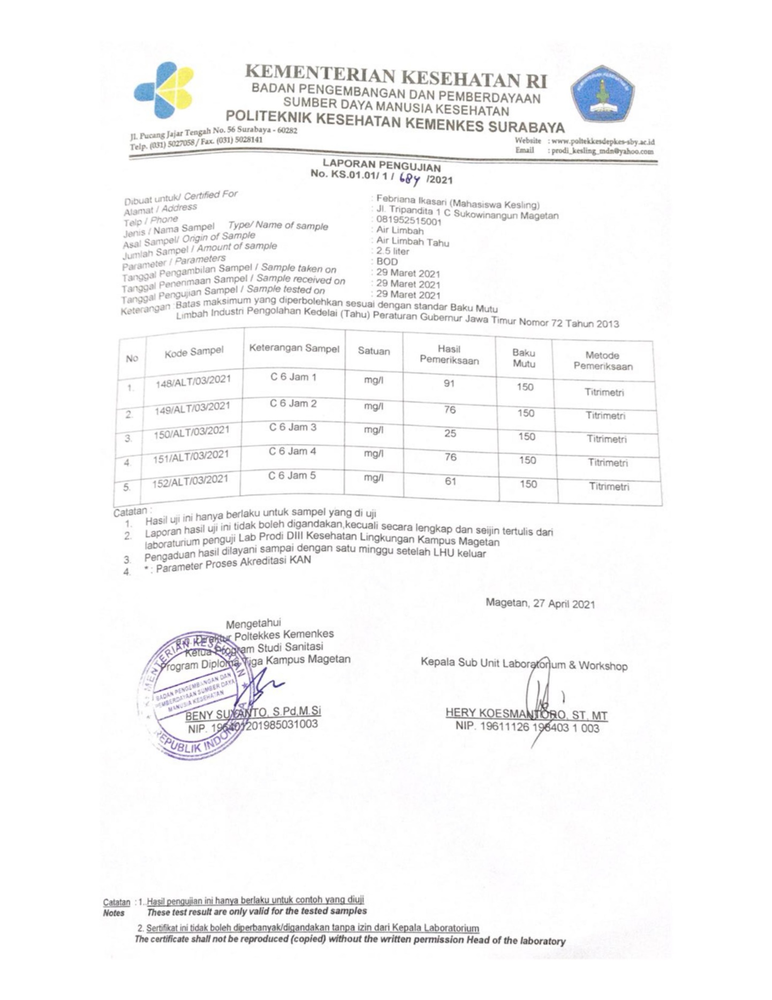 KEMENTERIAN KESEHATAN RI
BADAN PENGEMBANGAN DAN PEMBERDAYAAN
SUMBER DAYA MANUSIA KESEHATAN
POLITEKNIK KESEHATAN KEMENKES SURABAYA
Jl. Pucang Jajar Tengah No. 56 Surabaya - 60282
Telp. (031) 5027058 / Fax. (031) 5028141
Website : www.poltekkesdepkes-sby.ac.id
Email : prodi_kesling_mdn@yahoo.com
LAPORAN PENGUJIAN
No. KS.01.01/ 1 / 684 /2021
Dibuat untuk/ Certified For : Febriana Ikasari (Mahasiswa Kesling)
Alamat / Address : Jl. Tripandita 1 C Sukowinangun Magetan
Telp / Phone : 081952515001
Jenis / Nama Sampel Type/ Name of sample : Air Limbah
Asal Sampel/ Origin of Sample : Air Limbah Tahu
Jumlah Sampel / Amount of sample : 2.5 liter
Parameter / Parameters : BOD
Tanggal Pengambilan Sampel / Sample taken on : 29 Maret 2021
Tanggal Penerimaan Sampel / Sample received on : 29 Maret 2021
Tanggal Pengujian Sampel / Sample tested on : 29 Maret 2021
Keterangan :Batas maksimum yang diperbolehkan sesuai dengan standar Baku Mutu
Limbah Industri Pengolahan Kedelai (Tahu) Peraturan Gubernur Jawa Timur Nomor 72 Tahun 2013
No Kode Sampel Keterangan Sampel Satuan Hasil Pemeriksaan Baku Mutu Metode Pemeriksaan
1. 148/ALT/03/2021 C 6 Jam 1 mg/l 91 150 Titrimetri
2. 149/ALT/03/2021 C 6 Jam 2 mg/l 76 150 Titrimetri
3. 150/ALT/03/2021 C 6 Jam 3 mg/l 25 150 Titrimetri
4. 151/ALT/03/2021 C 6 Jam 4 mg/l 76 150 Titrimetri
5. 152/ALT/03/2021 C 6 Jam 5 mg/l 61 150 Titrimetri
Catatan :
1. Hasil uji ini hanya berlaku untuk sampel yang di uji
2. Laporan hasil uji ini tidak boleh digandakan,kecuali secara lengkap dan seijin tertulis dari
laboraturium penguji Lab Prodi DIII Kesehatan Lingkungan Kampus Magetan
3. Pengaduan hasil dilayani sampai dengan satu minggu setelah LHU keluar
4. * : Parameter Proses Akreditasi KAN
Magetan, 27 April 2021
Mengetahui
a.n. Direktur Poltekkes Kemenkes
Ketua Program Studi Sanitasi
Program Diploma Tiga Kampus Magetan
Kepala Sub Unit Laboratorium & Workshop
KEMENTERIAN KESEHATAN
BADAN PENGEMBANGAN DAN
PEMBERDAYAAN SUMBER DAYA
MANUSIA KESEHATAN
REPUBLIK INDONESIA
BENY SUYANTO, S.Pd,M.Si
NIP. 196401201985031003
HERY KOESMANTORO, ST, MT
NIP. 19611126 198403 1 003
Catatan : 1..Hasil pengujian ini hanya berlaku untuk contoh yang diuji
Notes These test result are only valid for the tested samples
2. Sertifikat ini tidak boleh diperbanyak/digandakan tanpa izin dari Kepala Laboratorium
The certificate shall not be reproduced (copied) without the written permission Head of the laboratory